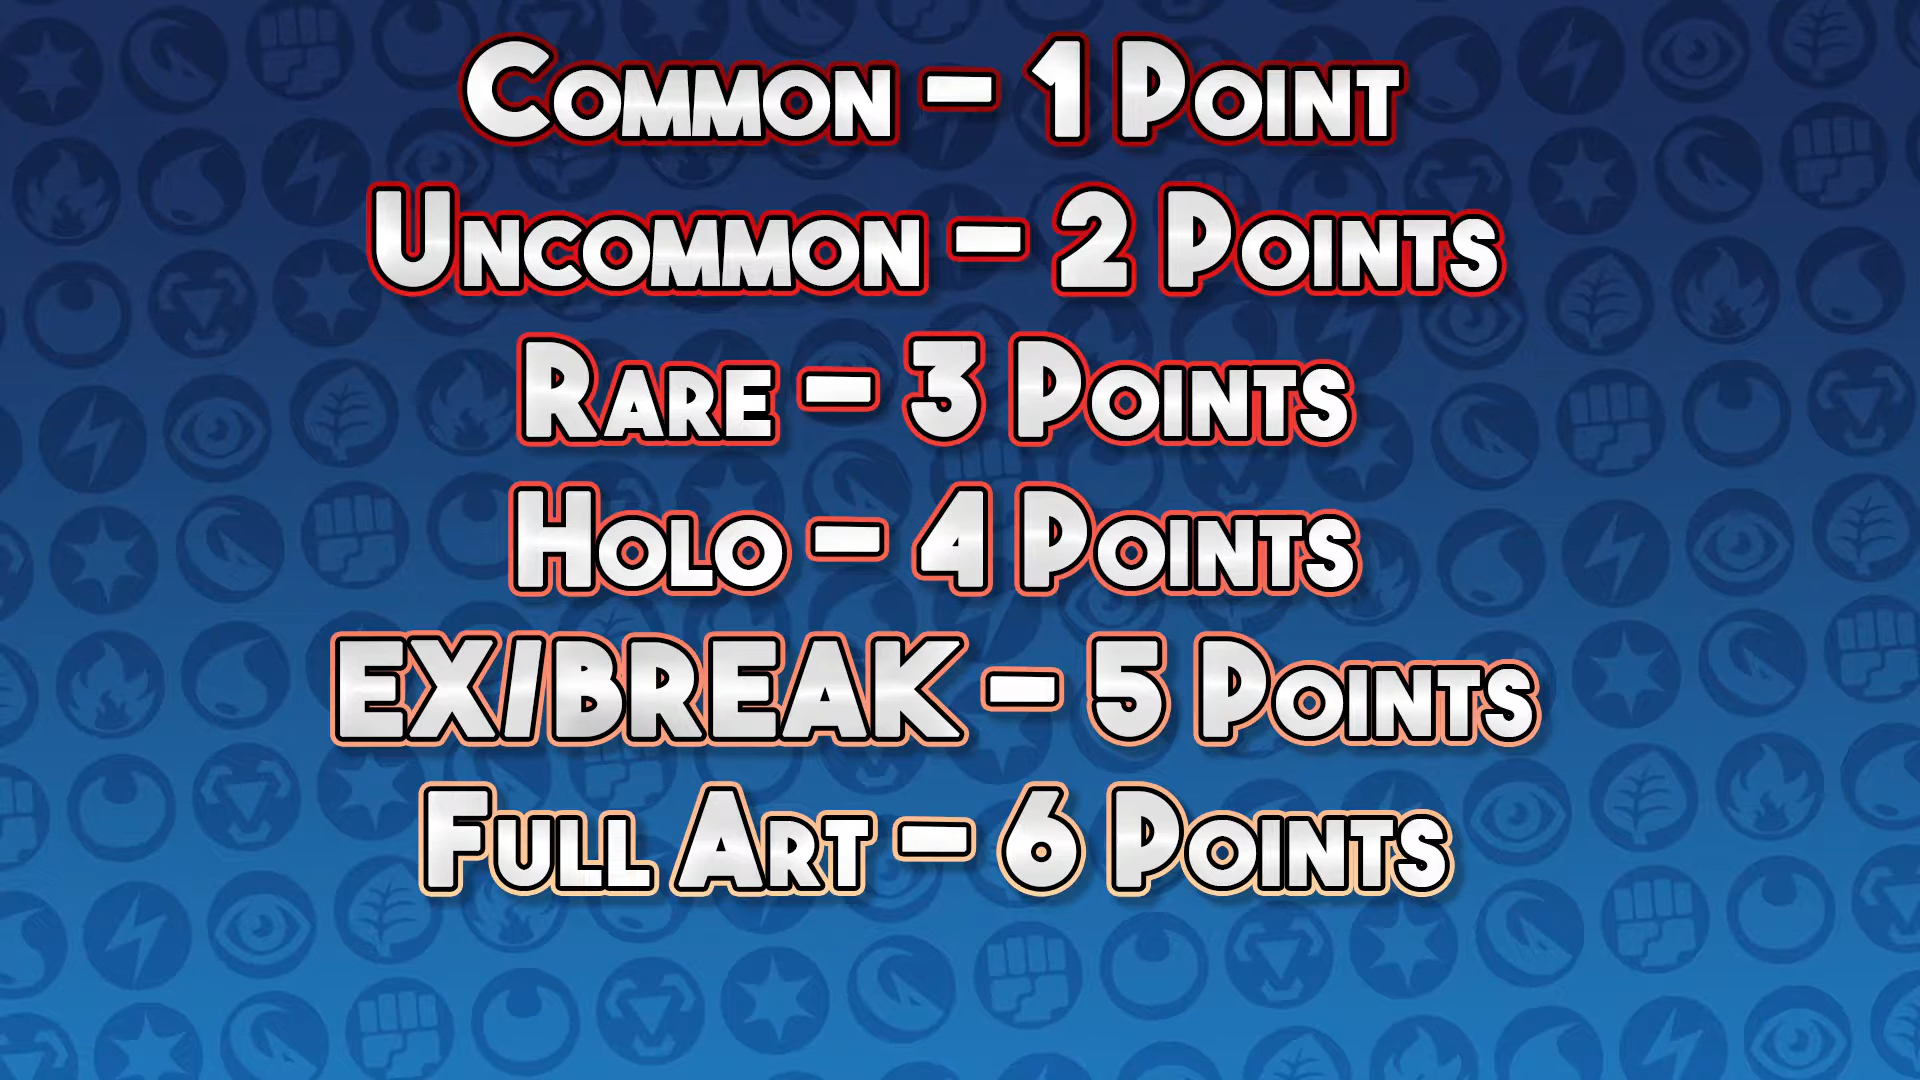 Common - 1 Point
Uncommon - 2 Points
Rare - 3 Points
Holo - 4 Points
EX/BREAK - 5 Points
Full Art - 6 Points